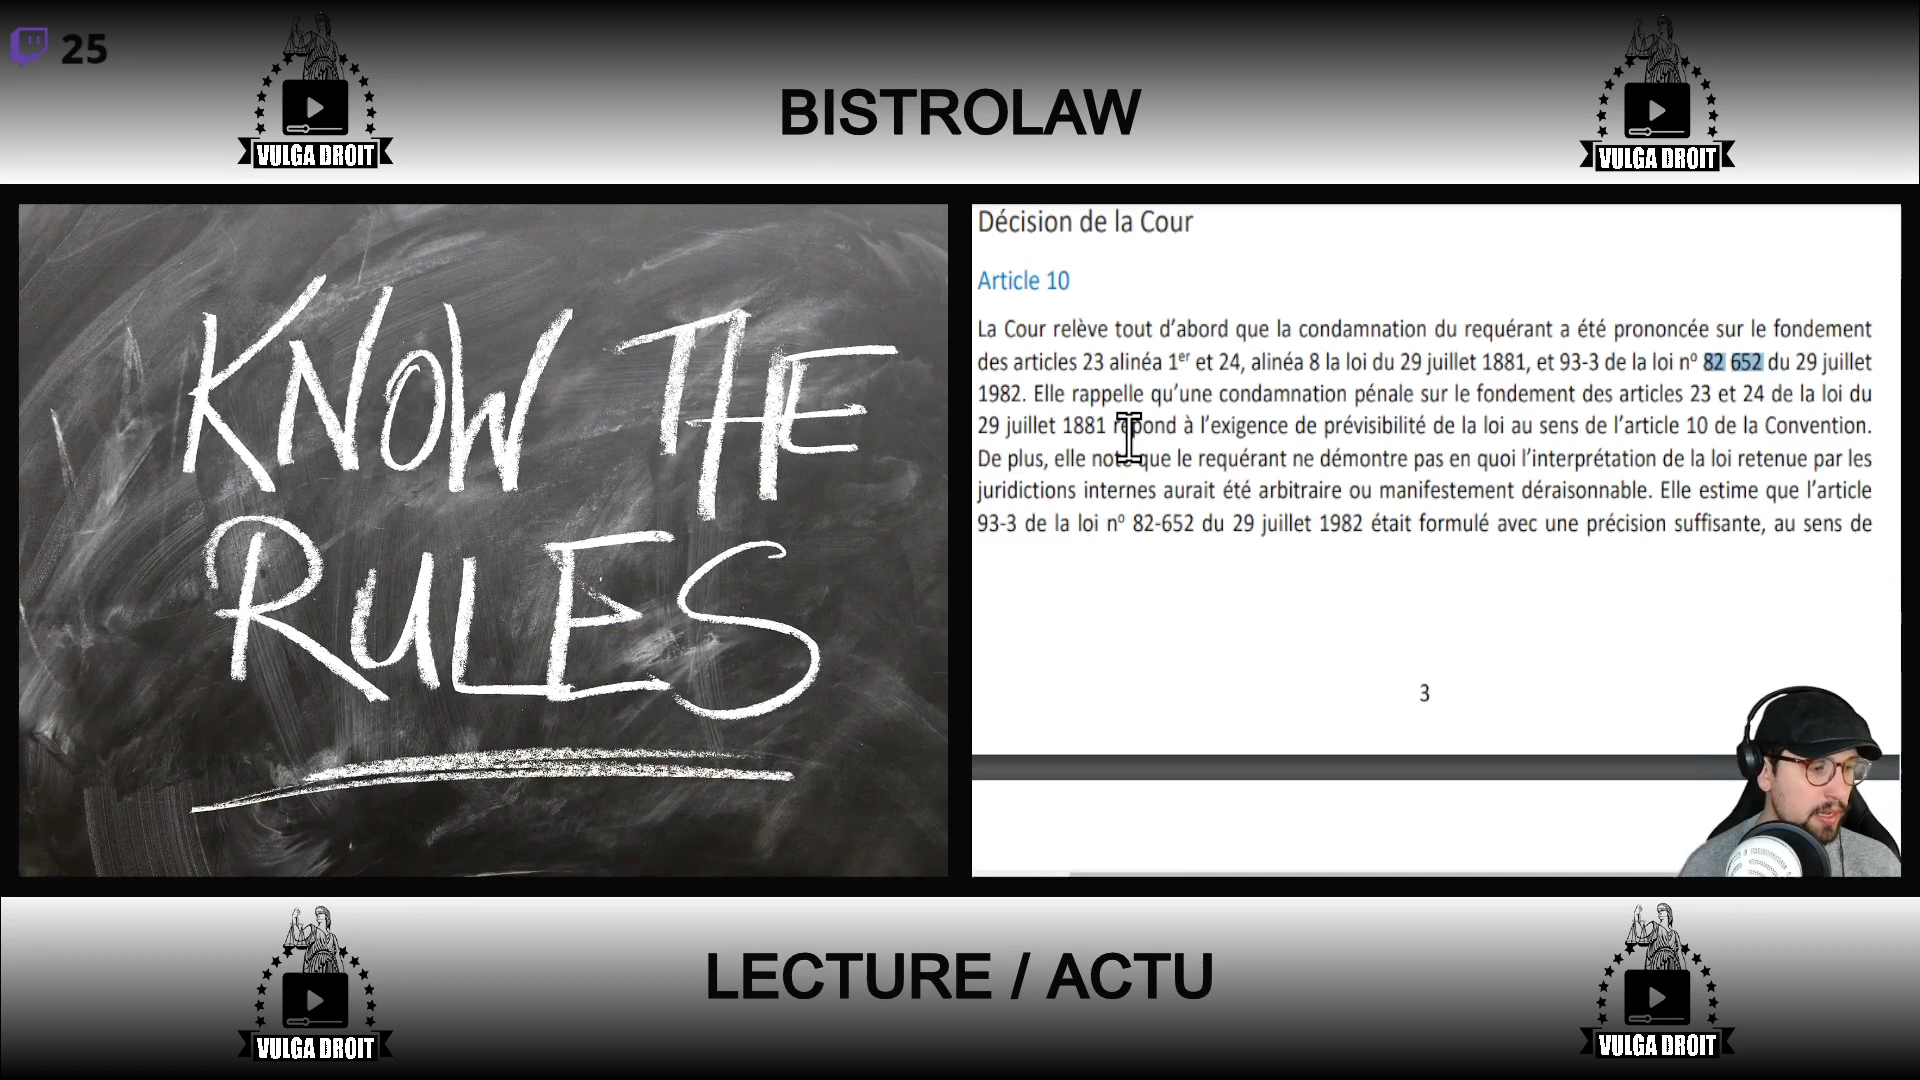 25
VULGA DROIT
BISTROLAW
VULGA DROIT
KNOW THE
RULES
Décision de la Cour
Article 10
La Cour relève tout d’abord que la condamnation du requérant a été prononcée sur le fondement
des articles 23 alinéa 1er et 24, alinéa 8 la loi du 29 juillet 1881, et 93-3 de la loi nº 82 652 du 29 juillet
1982. Elle rappelle qu’une condamnation pénale sur le fondement des articles 23 et 24 de la loi du
29 juillet 1881 répond à l’exigence de prévisibilité de la loi au sens de l’article 10 de la Convention.
De plus, elle note que le requérant ne démontre pas en quoi l’interprétation de la loi retenue par les
juridictions internes aurait été arbitraire ou manifestement déraisonnable. Elle estime que l’article
93-3 de la loi nº 82-652 du 29 juillet 1982 était formulé avec une précision suffisante, au sens de
3
VULGA DROIT
LECTURE / ACTU
VULGA DROIT